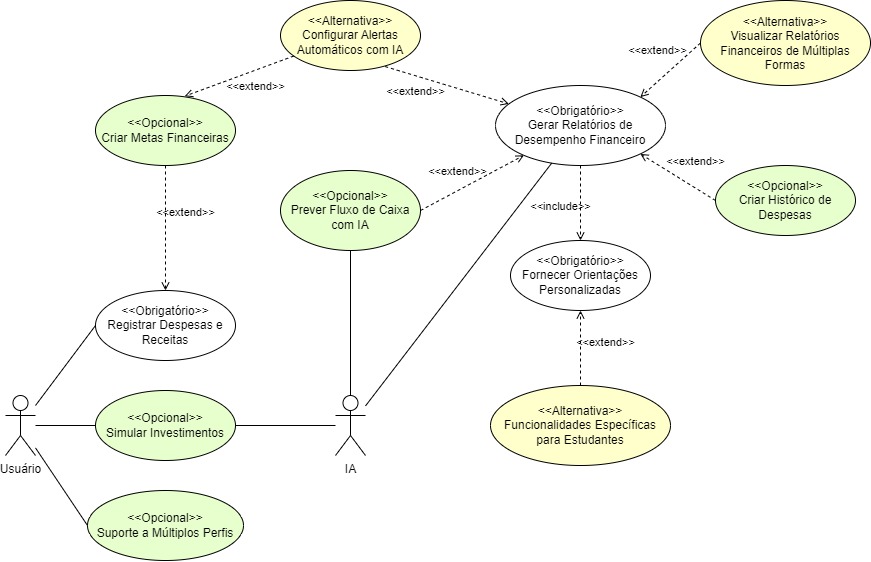 <<Alternativa>>
Configurar Alertas
Automáticos com IA
<<Alternativa>>
Visualizar Relatórios
Financeiros de Múltiplas
Formas
<<extend>>
<<extend>>
<<extend>>
<<Opcional>>
Criar Metas Financeiras
<<Obrigatório>>
Gerar Relatórios de
Desempenho Financeiro
<<extend>>
<<extend>>
<<Opcional>>
Prever Fluxo de Caixa
com IA
<<Opcional>>
Criar Histórico de
Despesas
<<extend>>
<<include>>
<<Obrigatório>>
Fornecer Orientações
Personalizadas
<<Obrigatório>>
Registrar Despesas e
Receitas
<<extend>>
<<Opcional>>
Simular Investimentos
<<Alternativa>>
Funcionalidades Específicas
para Estudantes
Usuário
IA
<<Opcional>>
Suporte a Múltiplos Perfis